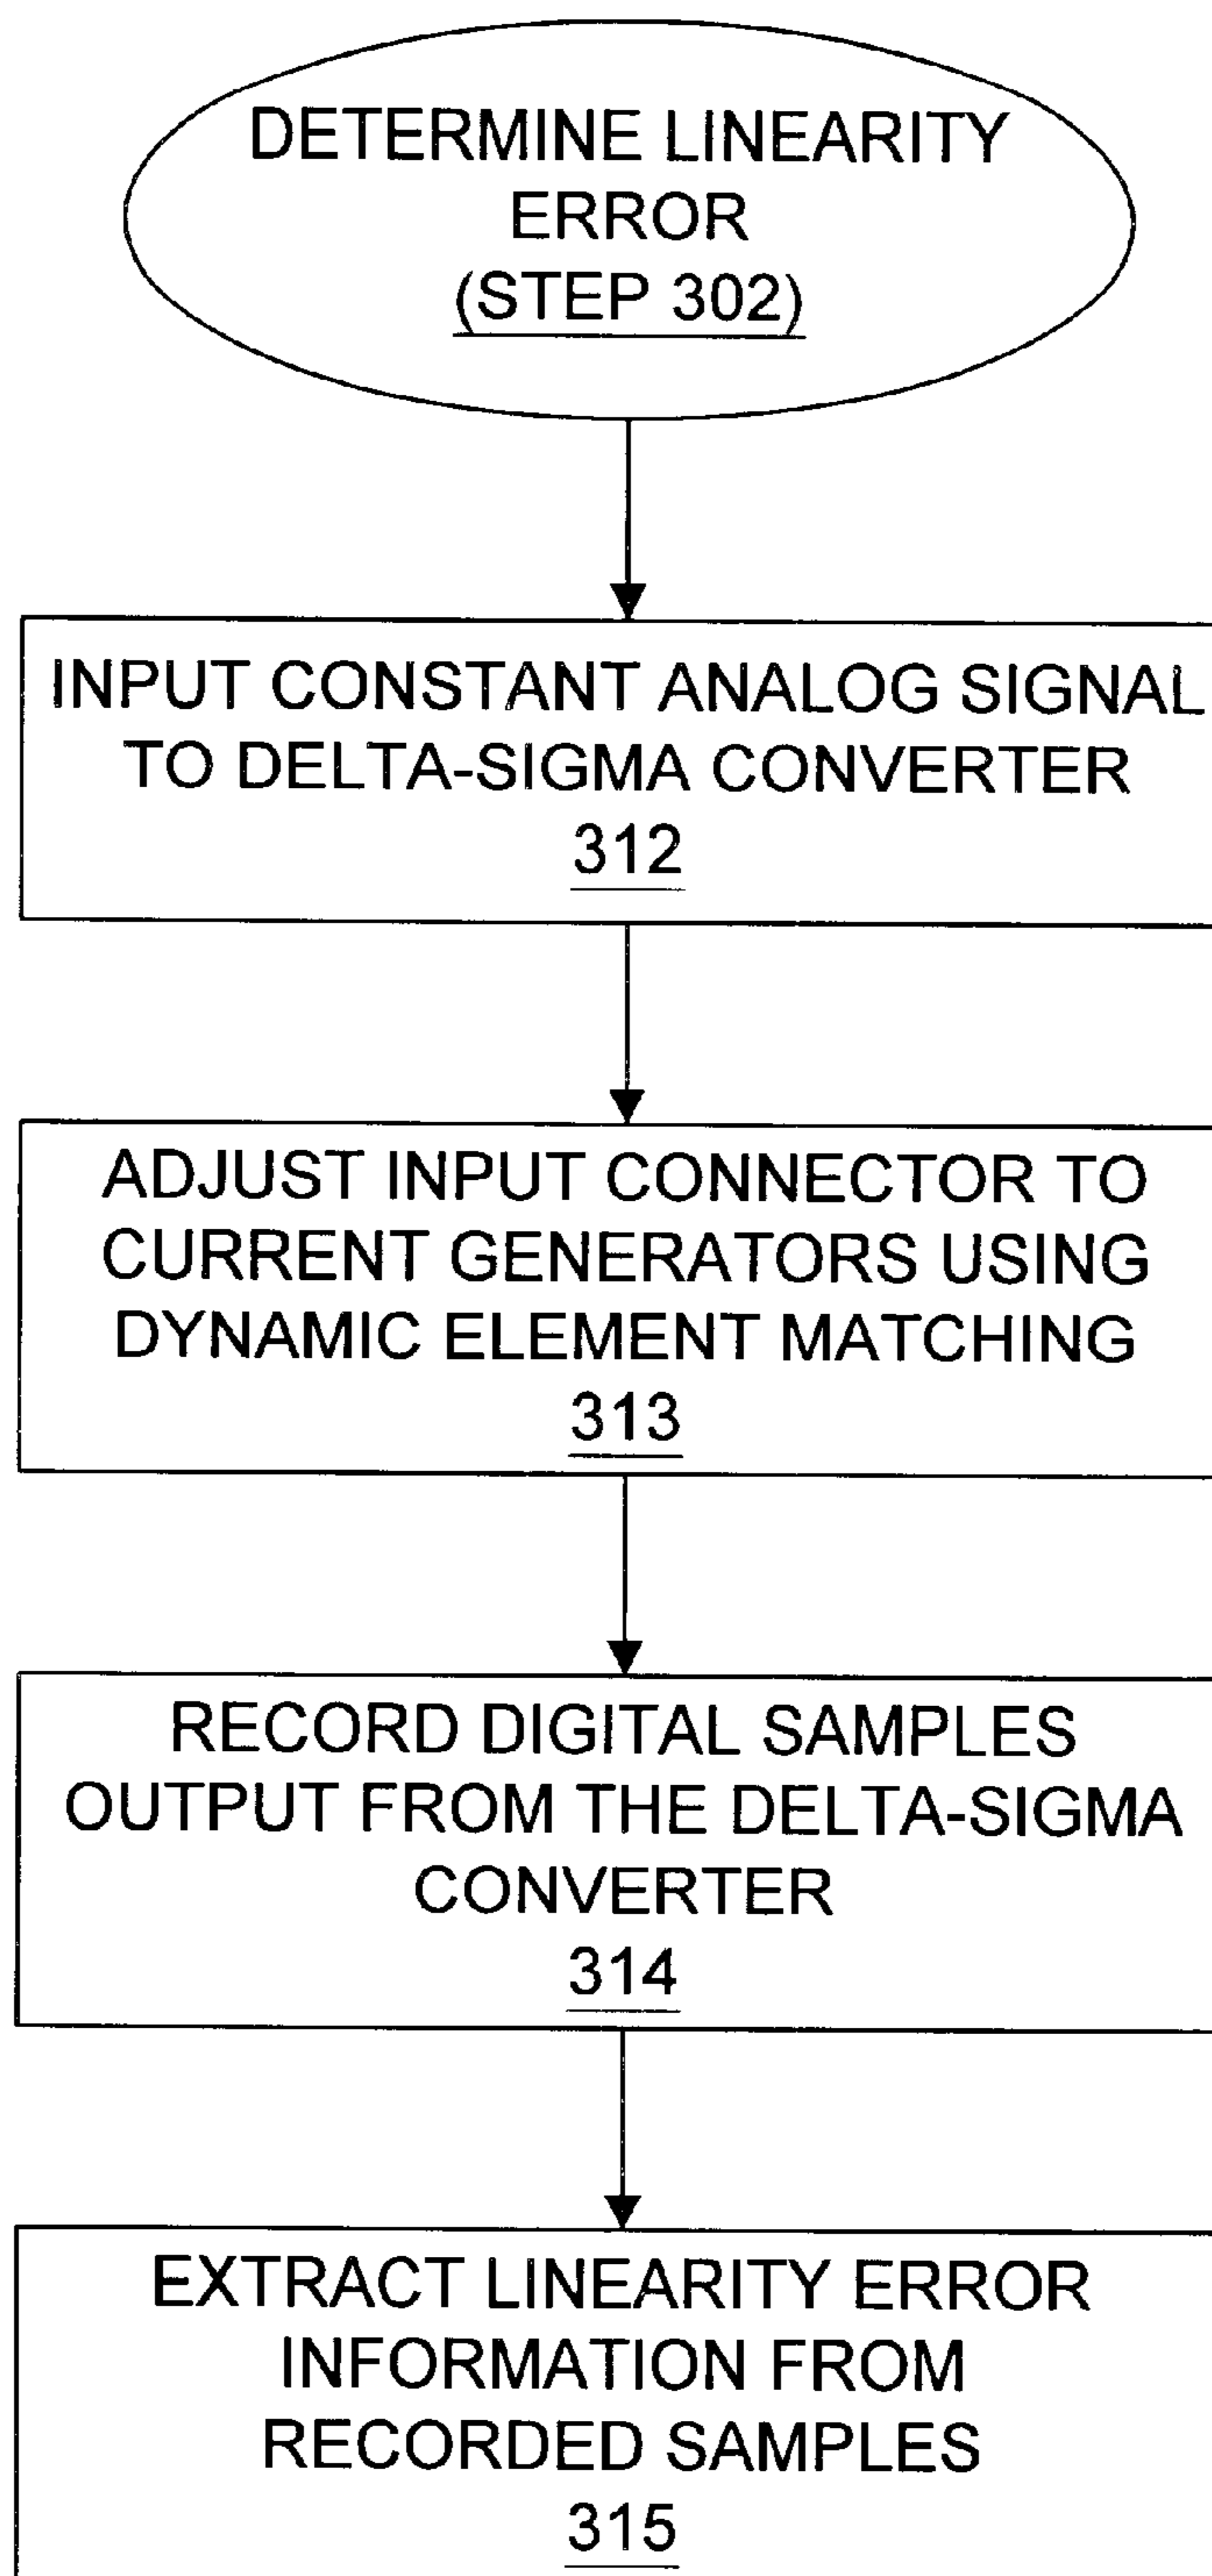 DETERMINE LINEARITY
ERROR
(STEP 302)
INPUT CONSTANT ANALOG SIGNAL
TO DELTA-SIGMA CONVERTER
312
ADJUST INPUT CONNECTOR TO
CURRENT GENERATORS USING
DYNAMIC ELEMENT MATCHING
313
RECORD DIGITAL SAMPLES
OUTPUT FROM THE DELTA-SIGMA
CONVERTER
314
EXTRACT LINEARITY ERROR
INFORMATION FROM
RECORDED SAMPLES
315